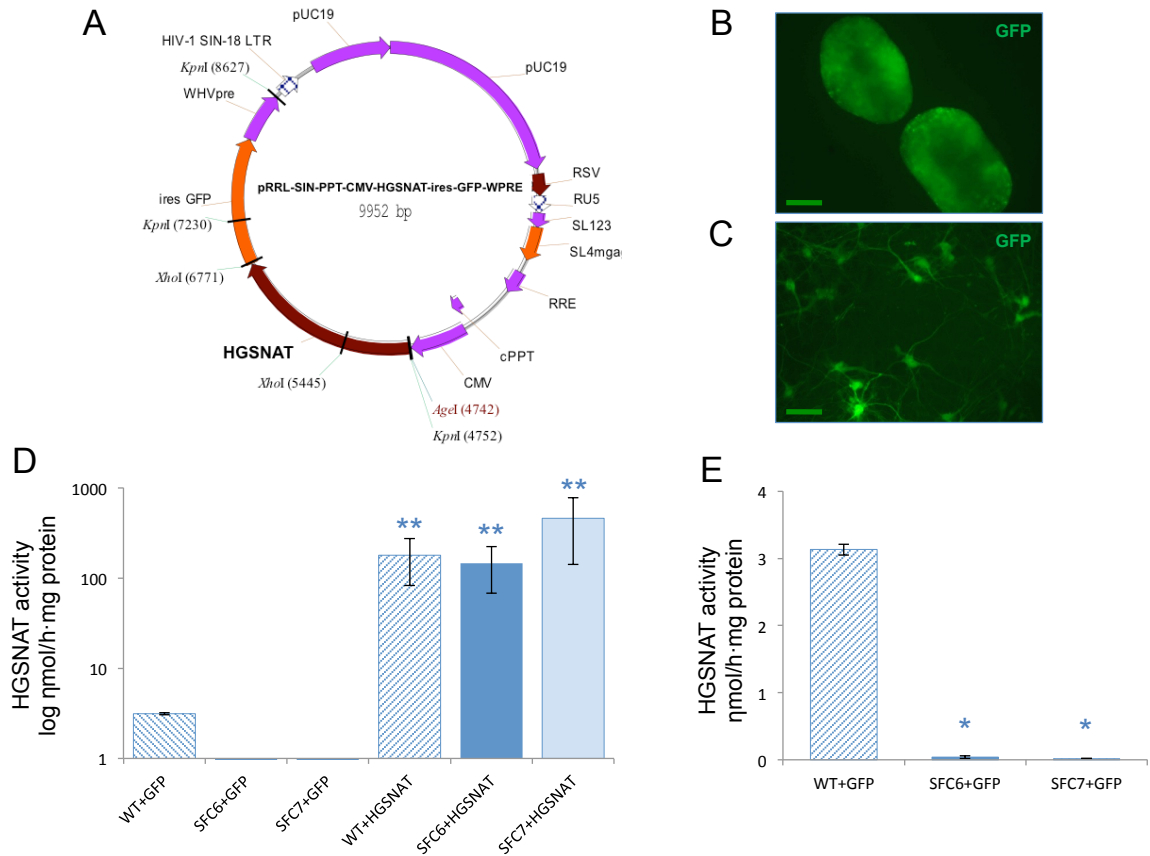 A
pUC19
HIV-1 SIN-18 LTR
KpnI (8627)
WHVpre
pUC19
pRRL-SIN-PPT-CMV-HGSNAT-ires-GFP-WPRE
9952 bp
RSV
RU5
SL123
SL4mga
RRE
ires GFP
KpnI (7230)
XhoI (6771)
cPPT
HGSNAT
CMV
XhoI (5445)
AgeI (4742)
KpnI (4752)
B
GFP
C
GFP
D
HGSNAT activity
log ηmol/h·mg protein
1000
100
10
1
**
**
**
WT+GFP
SFC6+GFP
SFC7+GFP
WT+HGSNAT
SFC6+HGSNAT
SFC7+HGSNAT
E
HGSNAT activity
ηmol/h·mg protein
4
3
2
1
0
*
*
WT+GFP
SFC6+GFP
SFC7+GFP